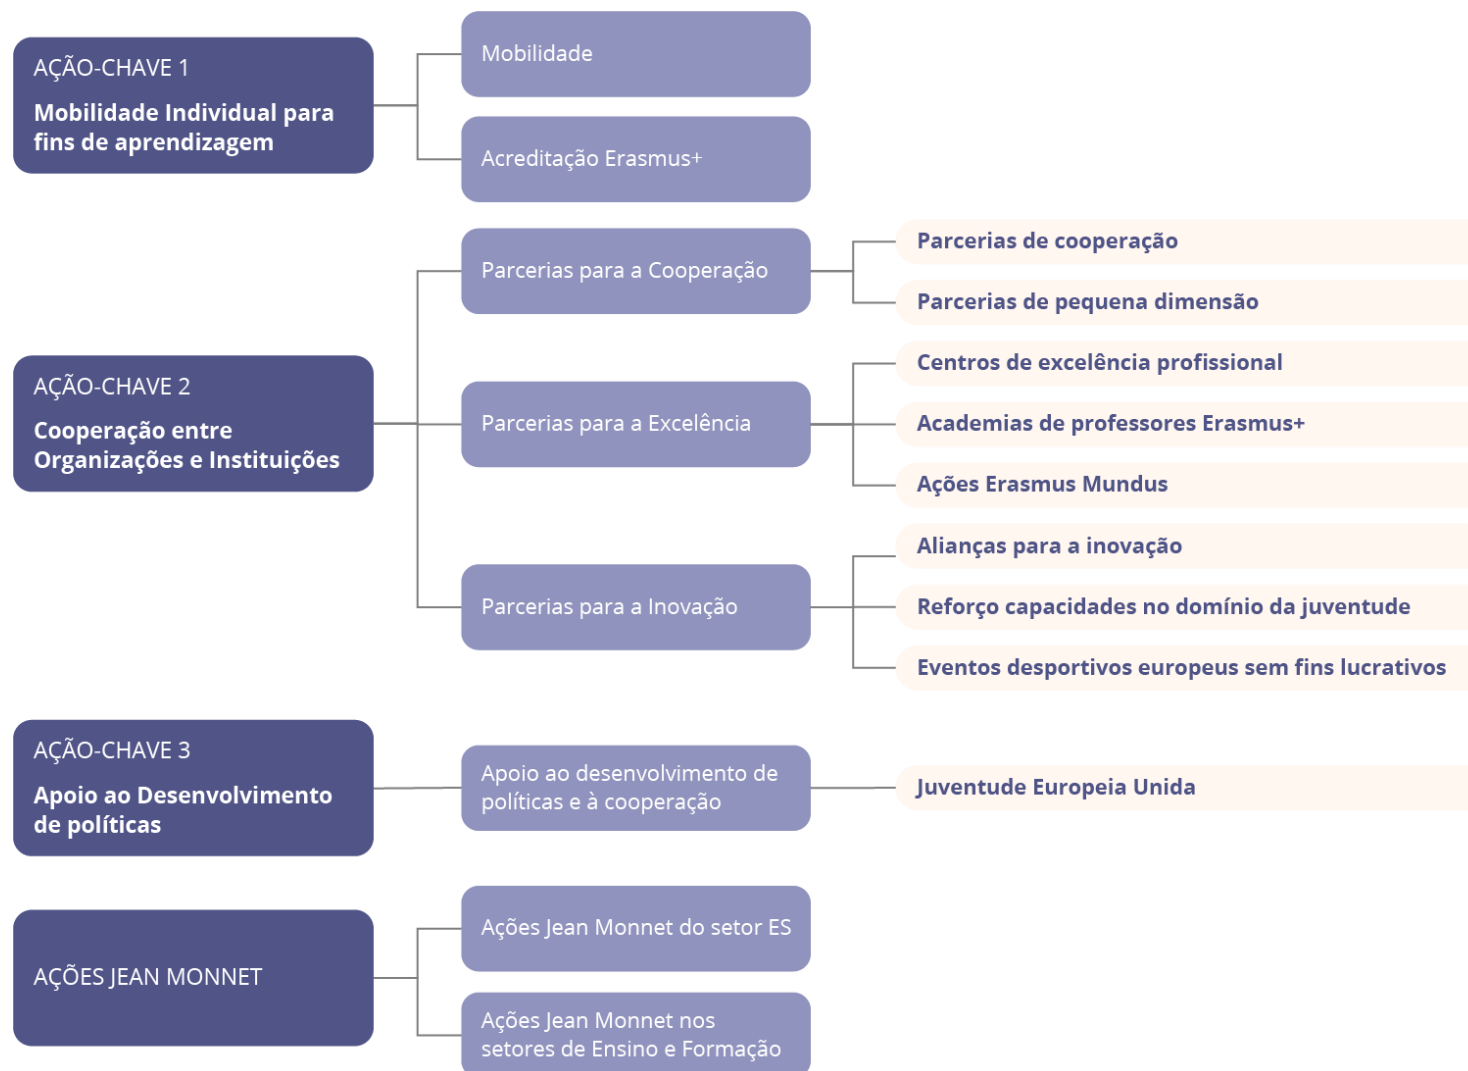 AÇÃO-CHAVE 1
Mobilidade Individual para
fins de aprendizagem
Mobilidade
Acreditação Erasmus+
AÇÃO-CHAVE 2
Cooperação entre
Organizações e Instituições
Parcerias para a Cooperação
Parcerias de cooperação
Parcerias de pequena dimensão
Parcerias para a Excelência
Centros de excelência profissional
Academias de professores Erasmus+
Ações Erasmus Mundus
Parcerias para a Inovação
Alianças para a inovação
Reforço capacidades no domínio da juventude
Eventos desportivos europeus sem fins lucrativos
AÇÃO-CHAVE 3
Apoio ao Desenvolvimento
de políticas
Apoio ao desenvolvimento de
políticas e à cooperação
Juventude Europeia Unida
AÇÕES JEAN MONNET
Ações Jean Monnet do setor ES
Ações Jean Monnet nos
setores de Ensino e Formação